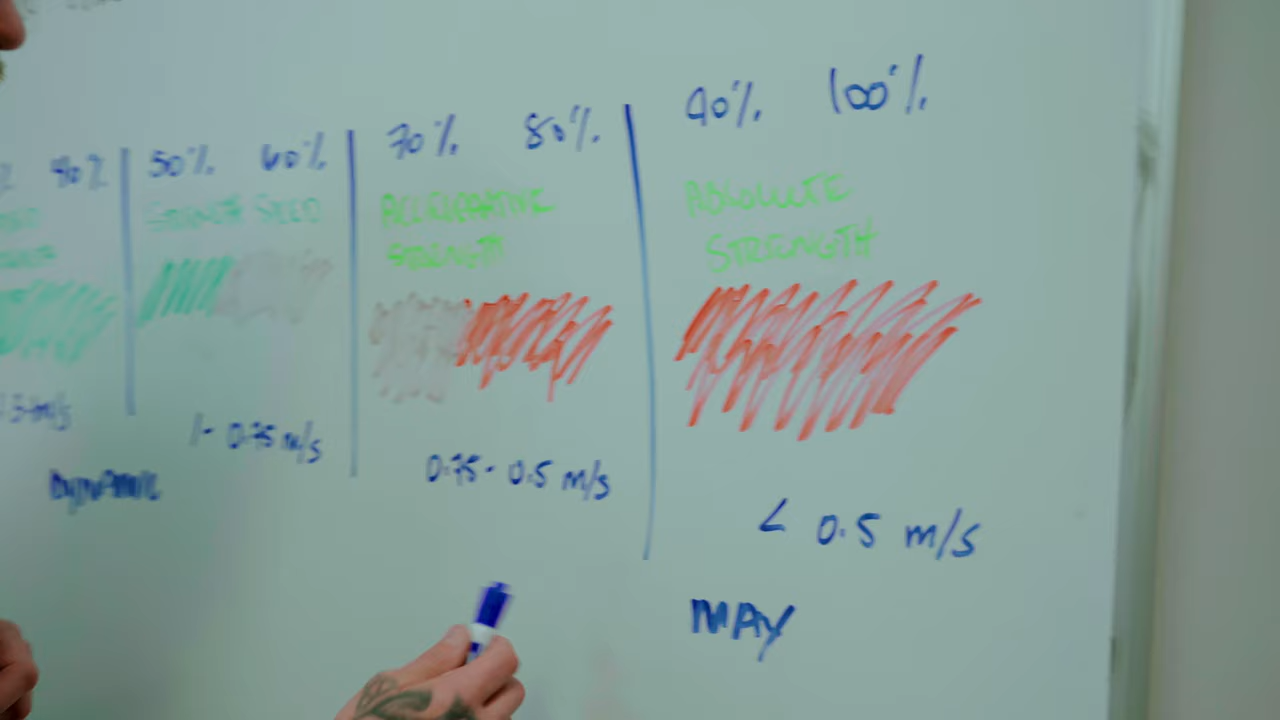 40% 50% 60% 70% 80% 90% 100%
STRENGTH SPEED
ACCELERATIVE
STRENGTH
ABSOLUTE
STRENGTH
1- 0.75 m/s
0.75 - 0.5 m/s
< 0.5 m/s
DYNAMIC
MAX